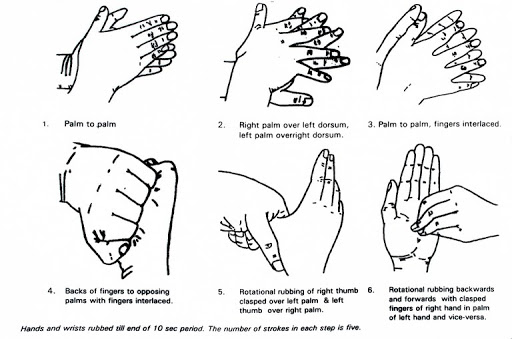 1. Palm to palm
2. Right palm over left dorsum,
left palm overright dorsum.
3. Palm to palm, fingers interlaced.
4. Backs of fingers to opposing
palms with fingers interlaced.
5. Rotational rubbing of right thumb
clasped over left palm & left
thumb over right palm.
6. Rotational rubbing backwards
and forwards with clasped
fingers of right hand in palm
of left hand and vice-versa.
Hands and wrists rubbed till end of 10 sec period. The number of strokes in each step is five.